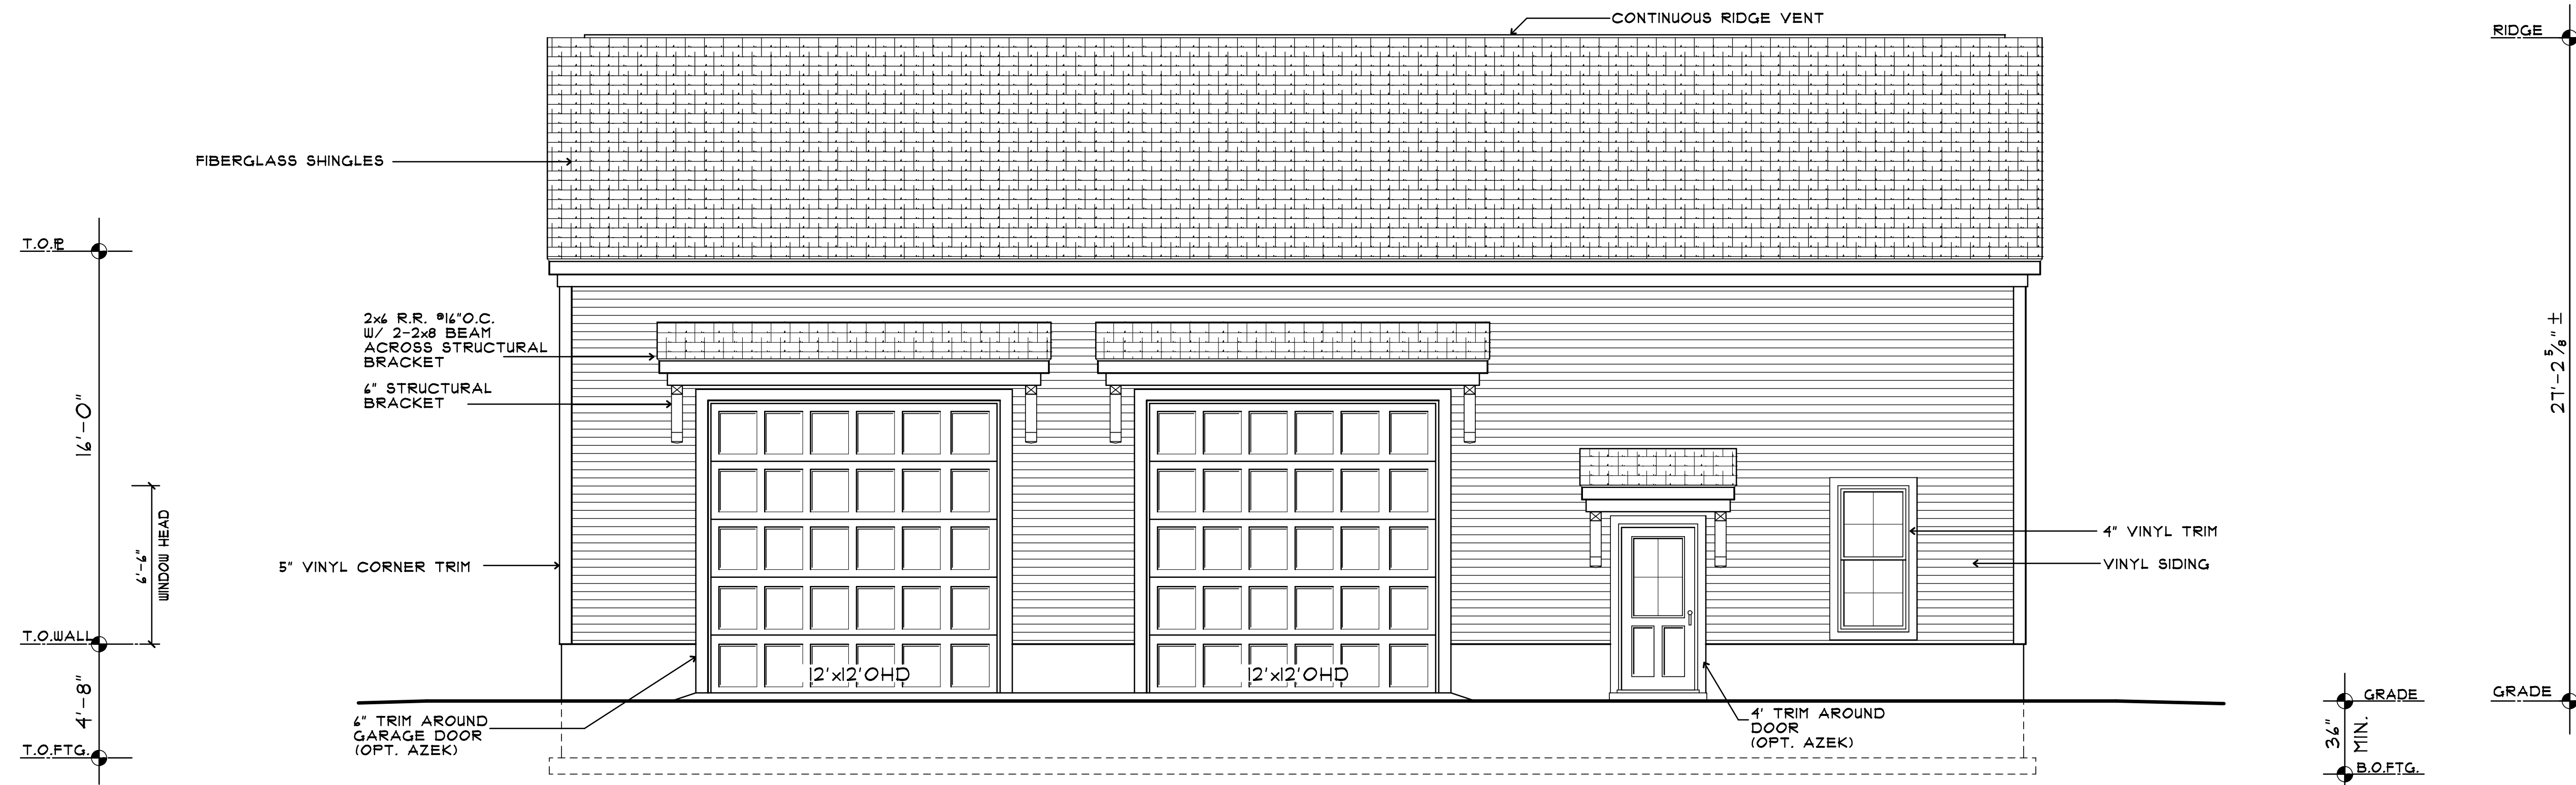 CONTINUOUS RIDGE VENT
RIDGE
FIBERGLASS SHINGLES
T.O.P.
2x6 R.R. @16"O.C.
W/ 2-2x8 BEAM
ACROSS STRUCTURAL
BRACKET
6" STRUCTURAL
BRACKET
16'-0"
27'-2 5/8" ±
6'-6"
WINDOW HEAD
5" VINYL CORNER TRIM
4" VINYL TRIM
VINYL SIDING
T.O.WALL
12'x12'OHD
12'x12'OHD
4'-8"
6" TRIM AROUND
GARAGE DOOR
(OPT. AZEK)
4' TRIM AROUND
DOOR
(OPT. AZEK)
GRADE
GRADE
36"
MIN.
T.O.FTG.
B.O.FTG.